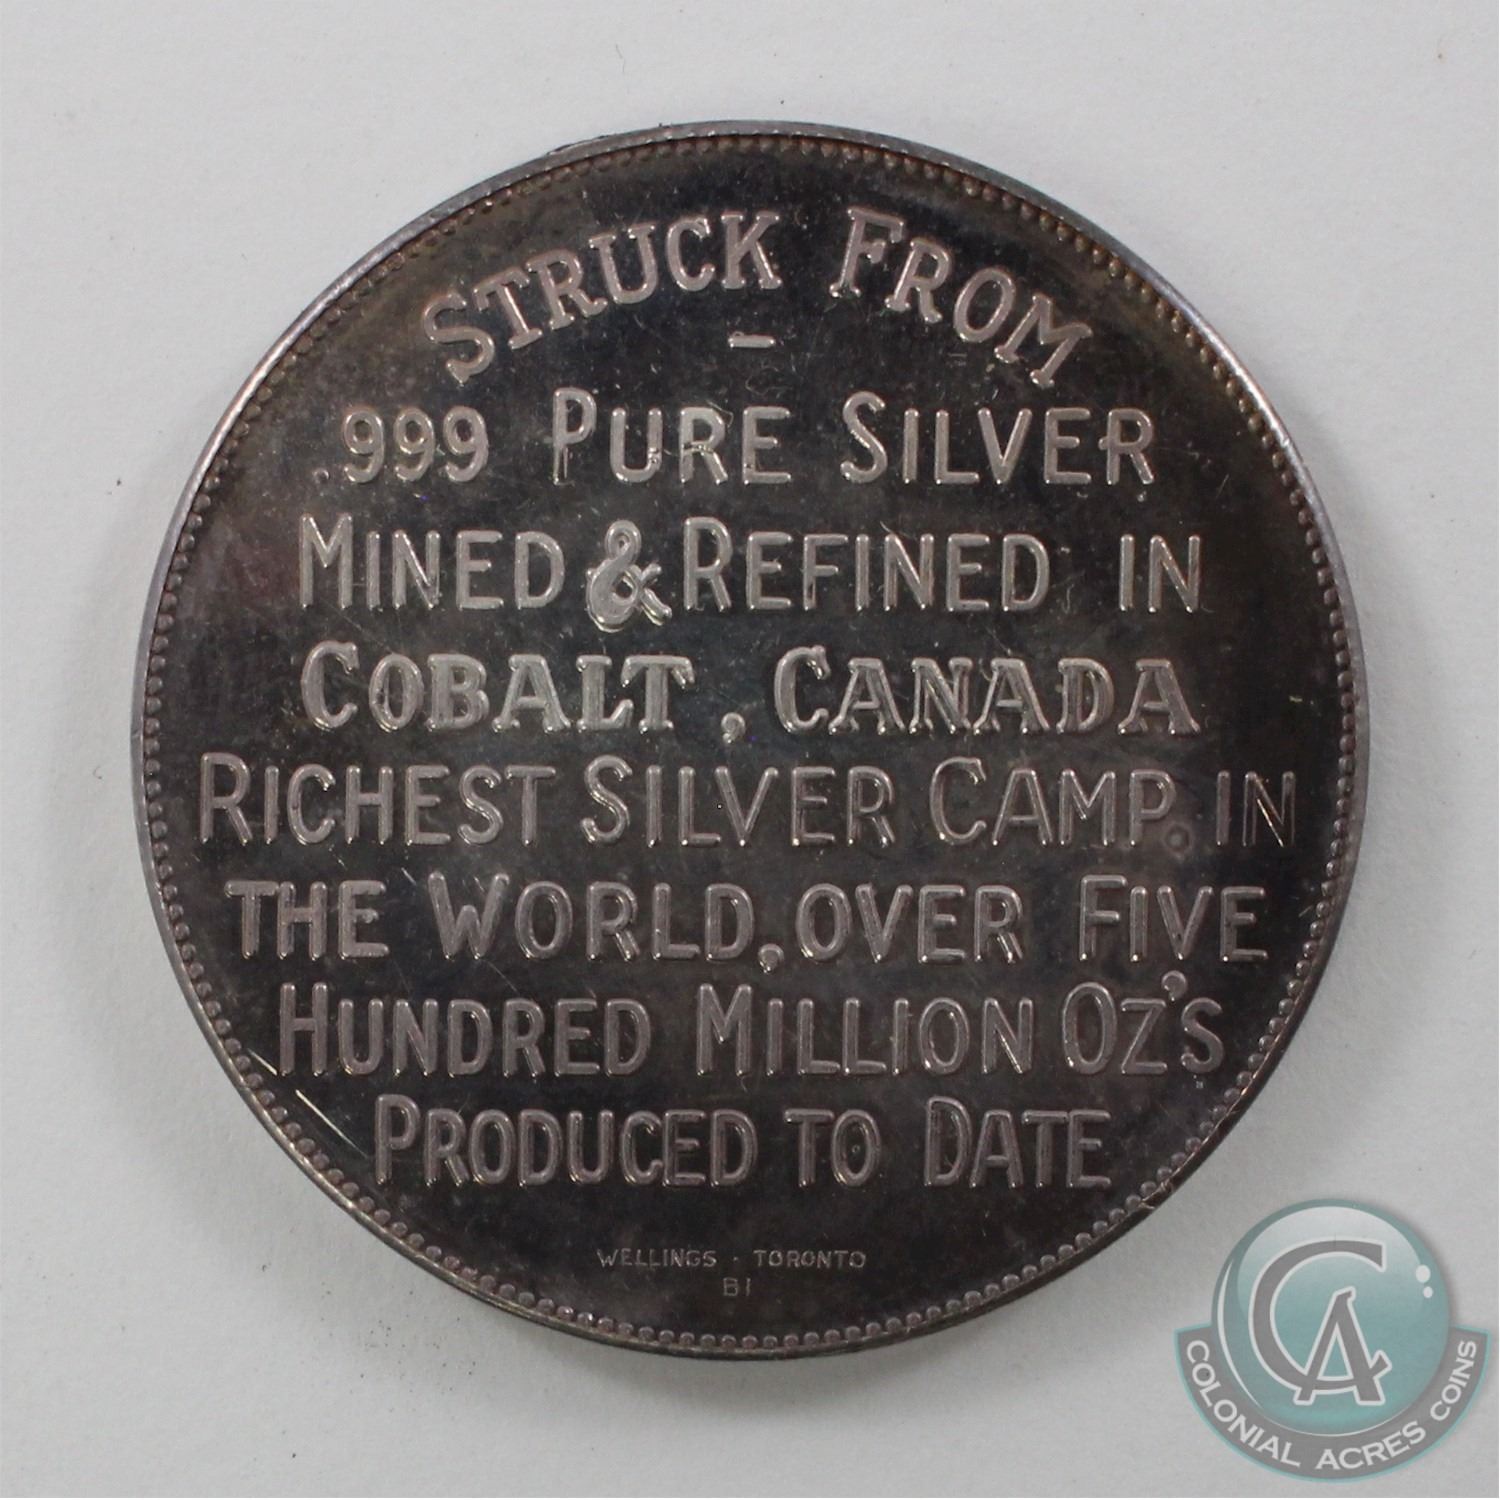 STRUCK FROM
–
.999 PURE SILVER
MINED & REFINED IN
COBALT, CANADA
RICHEST SILVER CAMP IN
THE WORLD, OVER FIVE
HUNDRED MILLION OZ'S
PRODUCED TO DATE
WELLINGS · TORONTO
B1
CA
COLONIAL ACRES COINS